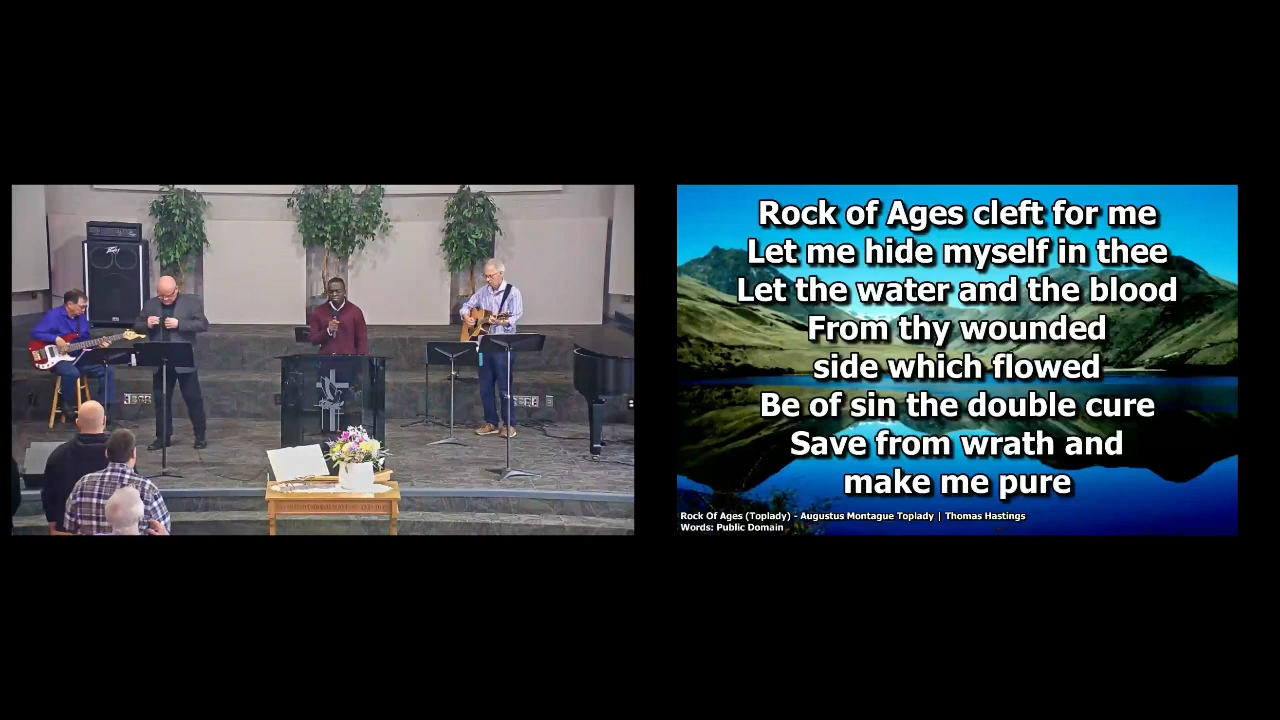 PEAVEY
Rock of Ages cleft for me
Let me hide myself in thee
Let the water and the blood
From thy wounded
side which flowed
Be of sin the double cure
Save from wrath and
make me pure
Rock Of Ages (Toplady) - Augustus Montague Toplady | Thomas Hastings
Words: Public Domain